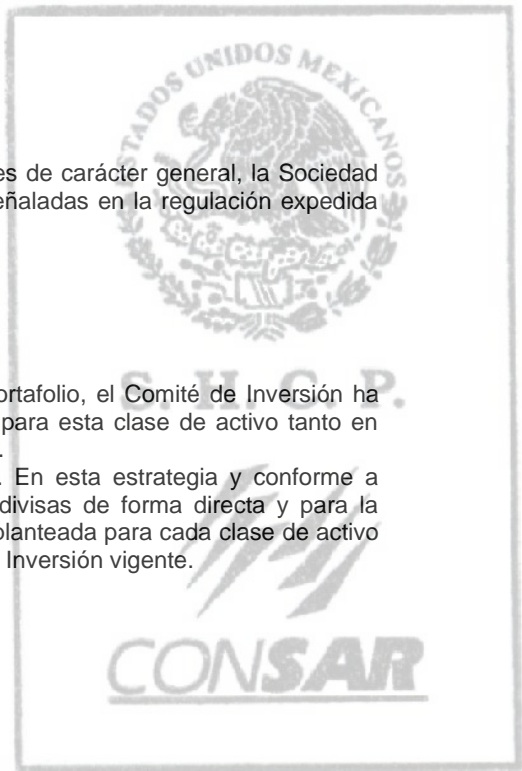 ESTADOS UNIDOS MEXICANOS
es de carácter general, la Sociedad
eñaladas en la regulación expedida
S. H. C. P.
ortafolio, el Comité de Inversión ha
para esta clase de activo tanto en
.
. En esta estrategia y conforme a
divisas de forma directa y para la
planteada para cada clase de activo
Inversión vigente.
CONSAR